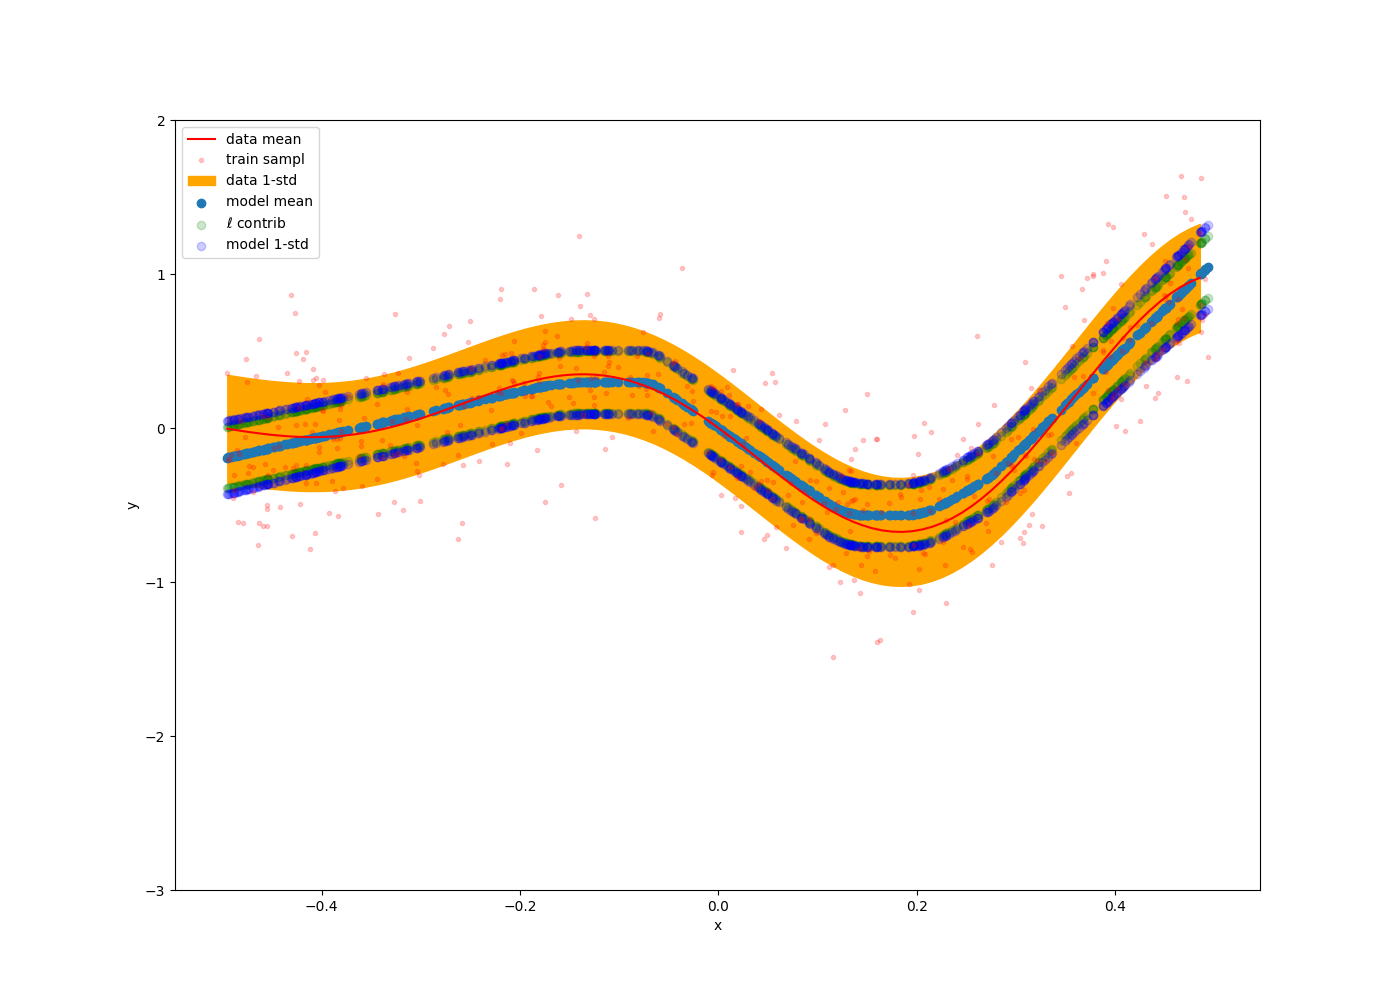 data mean
train sampl
data 1-std
model mean
ℓ contrib
model 1-std
2
1
0
−1
−2
−3
y
−0.4
−0.2
0.0
0.2
0.4
x